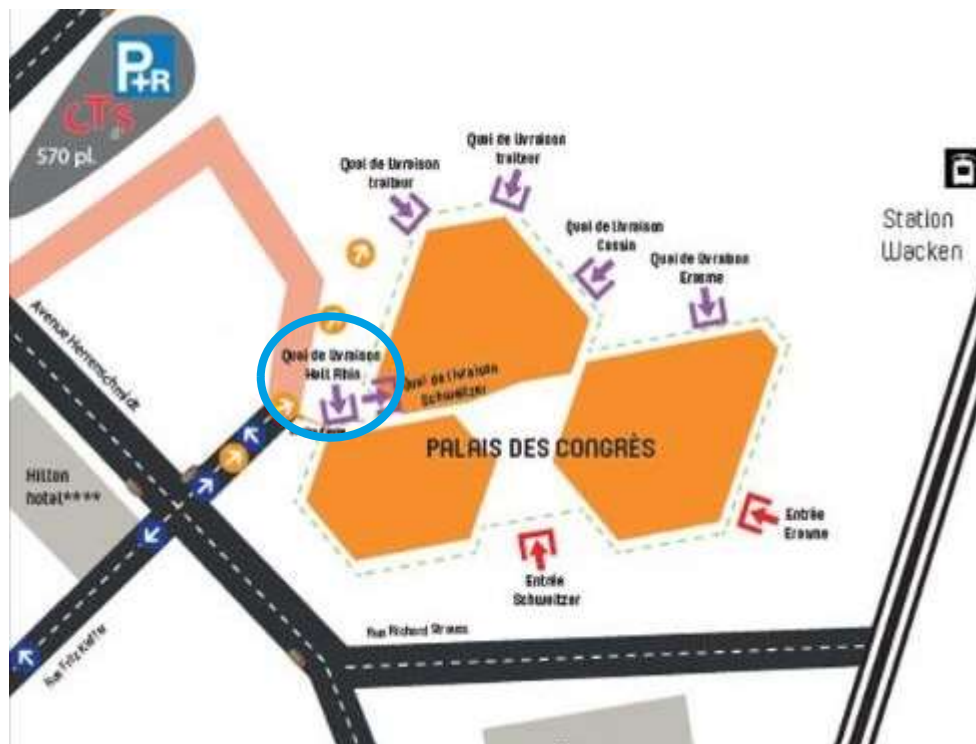 P+R
CTS
570 pl.
Quai de livraison
traiteur
Quai de livraison
traiteur
Quai de livraison
Cassin
Quai de livraison
Erasme
Station
Wacken
Avenue Herrenschmidt
Quai de livraison
Hall Rhin
Quai de livraison
Schweitzer
PALAIS DES CONGRÈS
Hilton
hotel****
Entrée
Erasme
Entrée
Schweitzer
Rue Richard Strauss
Rue Fritz Kieffer